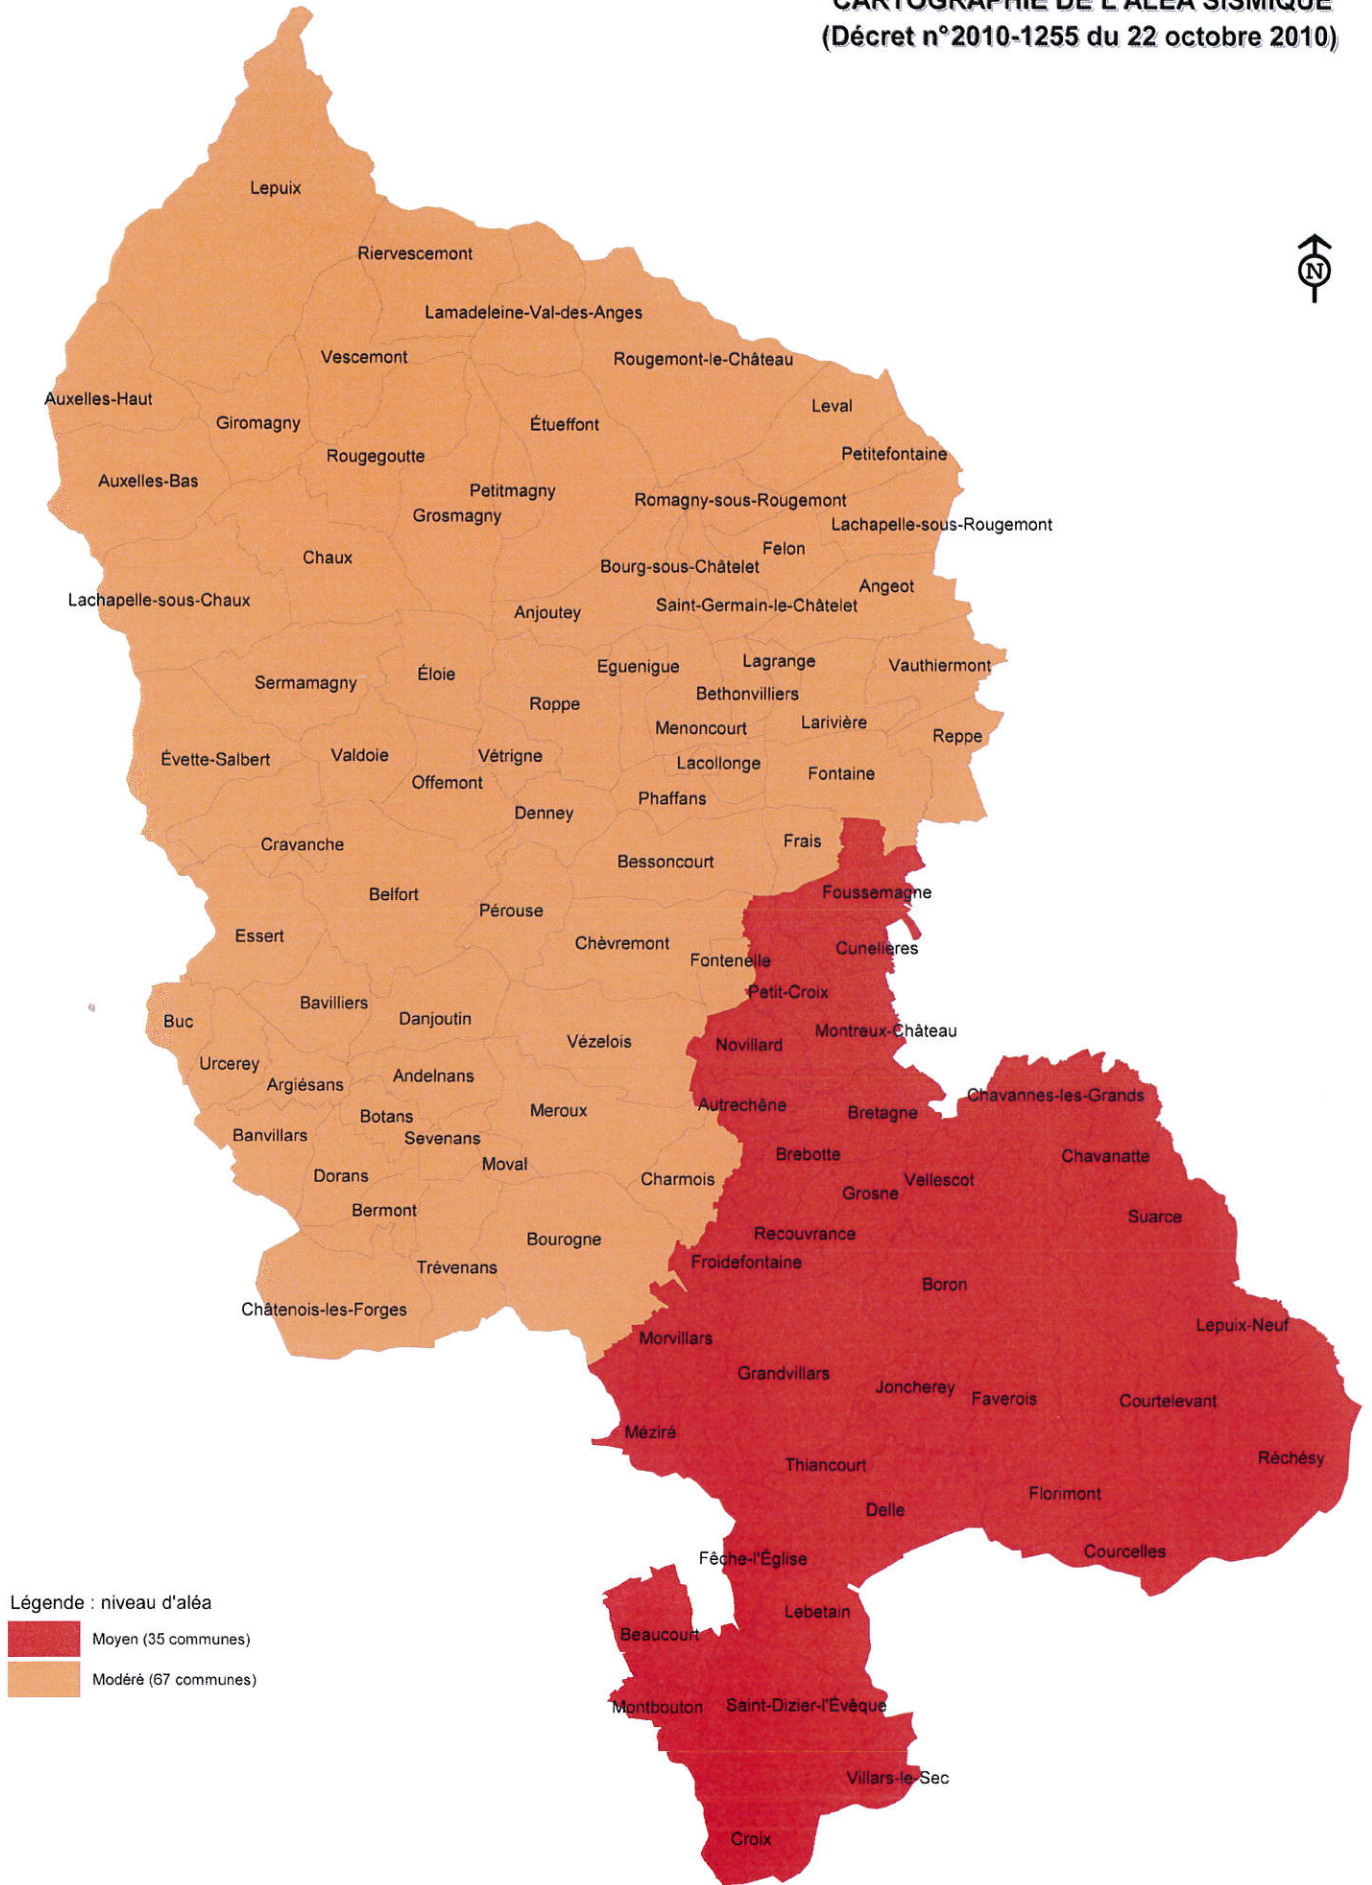 CARTOGRAPHIE DE L'ALEA SISMIQUE
(Décret n°2010-1255 du 22 octobre 2010)
Lepuix
N
Riervescemont
Lamadeleine-Val-des-Anges
Vescemont
Rougemont-le-Château
Auxelles-Haut
Leval
Giromagny
Étueffont
Rougegoutte
Petitefontaine
Auxelles-Bas
Petitmagny
Romagny-sous-Rougemont
Grosmagny
Lachapelle-sous-Rougemont
Felon
Chaux
Bourg-sous-Châtelet
Angeot
Lachapelle-sous-Chaux
Saint-Germain-le-Châtelet
Anjoutey
Lagrange
Eguenigue
Vauthiermont
Éloie
Sermamagny
Bethonvilliers
Roppe
Larivière
Menoncourt
Reppe
Valdoie
Vétrigne
Évette-Salbert
Lacollonge
Fontaine
Offemont
Phaffans
Denney
Frais
Cravanche
Bessoncourt
Foussemagne
Belfort
Pérouse
Essert
Chèvremont
Cunelières
Fontenelle
Petit-Croix
Bavilliers
Danjoutin
Buc
Montreux-Château
Vézelois
Novillard
Urcerey
Andelnans
Argiésans
Chavannes-les-Grands
Autrechêne
Meroux
Bretagne
Botans
Banvillars
Sevenans
Brebotte
Chavanatte
Moval
Dorans
Charmois
Vellescot
Grosne
Bermont
Suarce
Recouvrance
Bourogne
Froidefontaine
Trévenans
Boron
Châtenois-les-Forges
Lepuix-Neuf
Morvillars
Grandvillars
Joncherey
Faverois
Courtelevant
Méziré
Réchésy
Thiancourt
Florimont
Delle
Courcelles
Fêche-l'Église
Légende : niveau d'aléa
Lebetain
Beaucourt
Moyen (35 communes)
Modéré (67 communes)
Montbouton
Saint-Dizier-l'Évêque
Villars-le-Sec
Croix